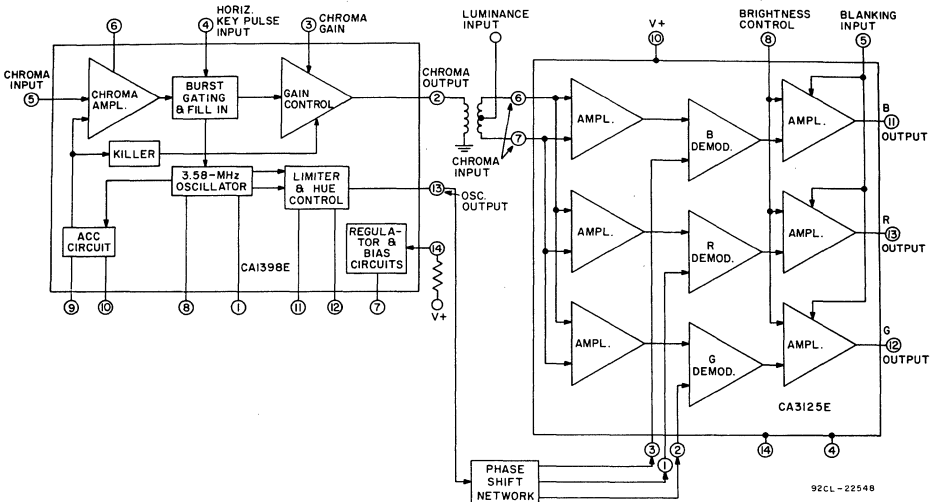 HORIZ.
KEY PULSE
INPUT
6
4
3
CHROMA
GAIN
CHROMA
INPUT
5
CHROMA
AMPL.
BURST
GATING
& FILL IN
GAIN
CONTROL
CHROMA
OUTPUT
2
KILLER
3.58-MHz
OSCILLATOR
LIMITER
& HUE
CONTROL
13
OSC.
OUTPUT
ACC
CIRCUIT
CA1398E
REGULA-
TOR &
BIAS
CIRCUITS
14
V+
9
10
8
1
11
12
7
LUMINANCE
INPUT
6
7
CHROMA
INPUT
V+
10
BRIGHTNESS
CONTROL
8
BLANKING
INPUT
5
AMPL.
B
DEMOD.
AMPL.
B
11
OUTPUT
AMPL.
R
DEMOD.
AMPL.
R
13
OUTPUT
AMPL.
G
DEMOD.
AMPL.
G
12
OUTPUT
CA3125E
3
1
2
14
4
PHASE
SHIFT
NETWORK
92CL-22548